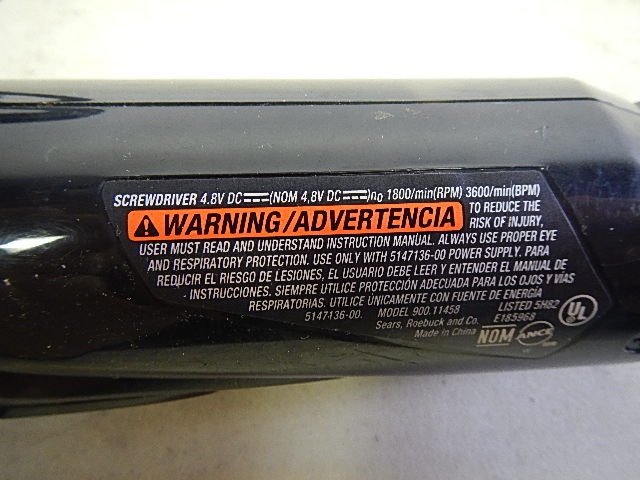 SCREWDRIVER 4.8V DC⎓(NOM 4,8V DC⎓)no 1800/min(RPM) 3600/min(BPM)
WARNING/ADVERTENCIA TO REDUCE THE
RISK OF INJURY,
USER MUST READ AND UNDERSTAND INSTRUCTION MANUAL. ALWAYS USE PROPER EYE
AND RESPIRATORY PROTECTION. USE ONLY WITH 5147136-00 POWER SUPPLY. PARA
REDUCIR EL RIESGO DE LESIONES, EL USUARIO DEBE LEER Y ENTENDER EL MANUAL DE
INSTRUCCIONES. SIEMPRE UTILICE PROTECCIÓN ADECUADA PARA LOS OJOS Y VIAS
RESPIRATORIAS. UTILICE ÚNICAMENTE CON FUENTE DE ENERGÍA
5147136-00. MODEL 900.11458 LISTED 5H82
Sears, Roebuck and Co. E185968 UL
Made in China NOM ANCE